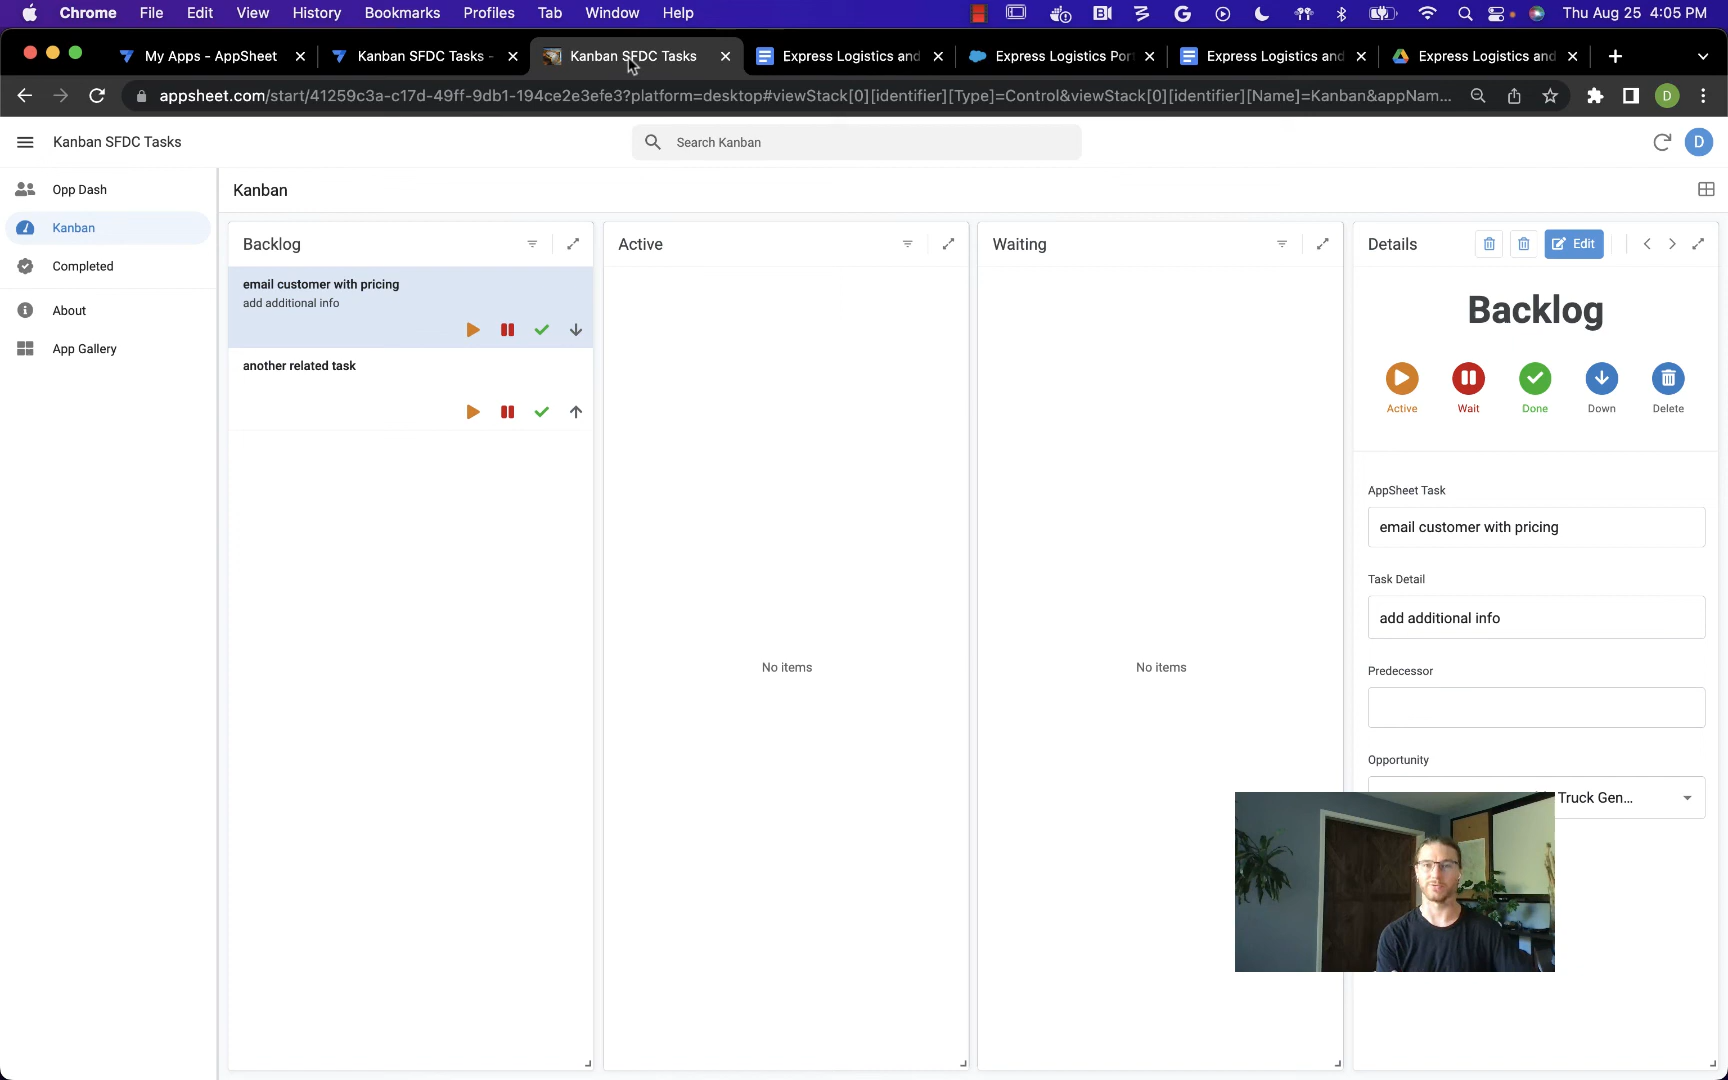 Chrome File Edit View History Bookmarks Profiles Tab Window Help Thu Aug 25 4:05 PM
My Apps - AppSheet
Kanban SFDC Tasks -
Kanban SFDC Tasks
Express Logistics and
Express Logistics Por
Express Logistics and
Express Logistics and
appsheet.com/start/41259c3a-c17d-49ff-9db1-194ce2e3efe3?platform=desktop#viewStack[0][identifier][Type]=Control&viewStack[0][identifier][Name]=Kanban&appNam...
D
Kanban SFDC Tasks
Search Kanban
D
Opp Dash
Kanban
Completed
About
App Gallery
Kanban
Backlog
email customer with pricing
add additional info
another related task
Active
No items
Waiting
No items
Details
Edit
Backlog
Active Wait Done Down Delete
AppSheet Task
email customer with pricing
Task Detail
add additional info
Predecessor
Opportunity
Truck Gen...